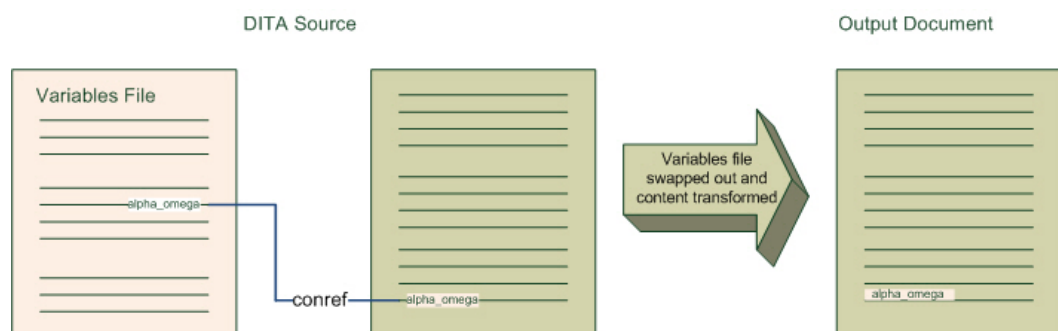 DITA Source
Output Document
Variables File
alpha_omega
conref
alpha_omega
Variables file
swapped out and
content transformed
alpha_omega